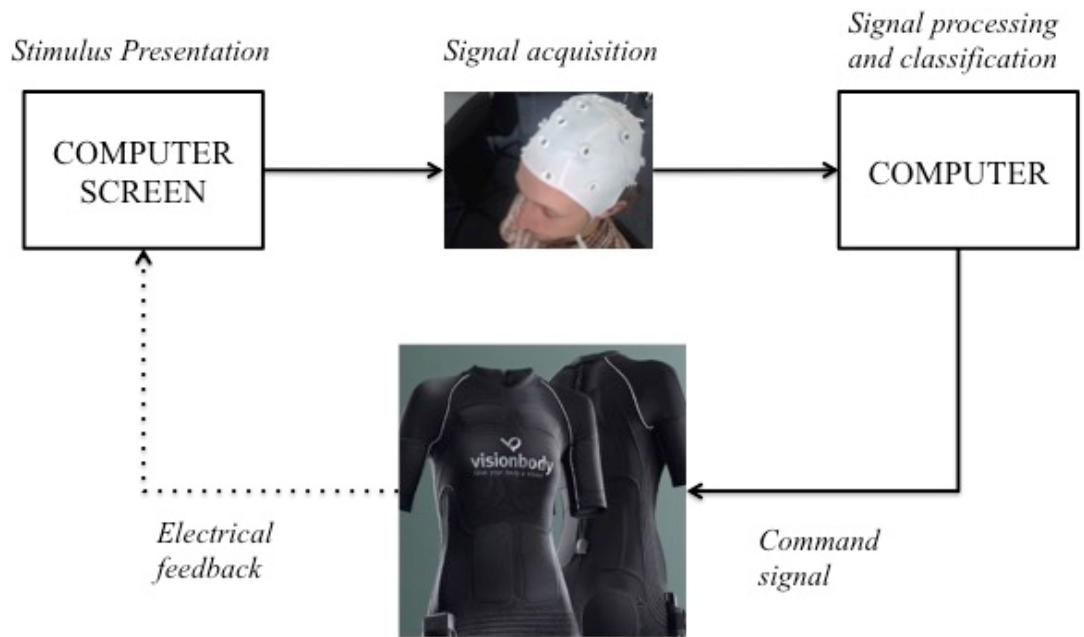 Stimulus Presentation
Signal acquisition
Signal processing
and classification
COMPUTER
SCREEN
COMPUTER
visionbody
Electrical
feedback
Command
signal